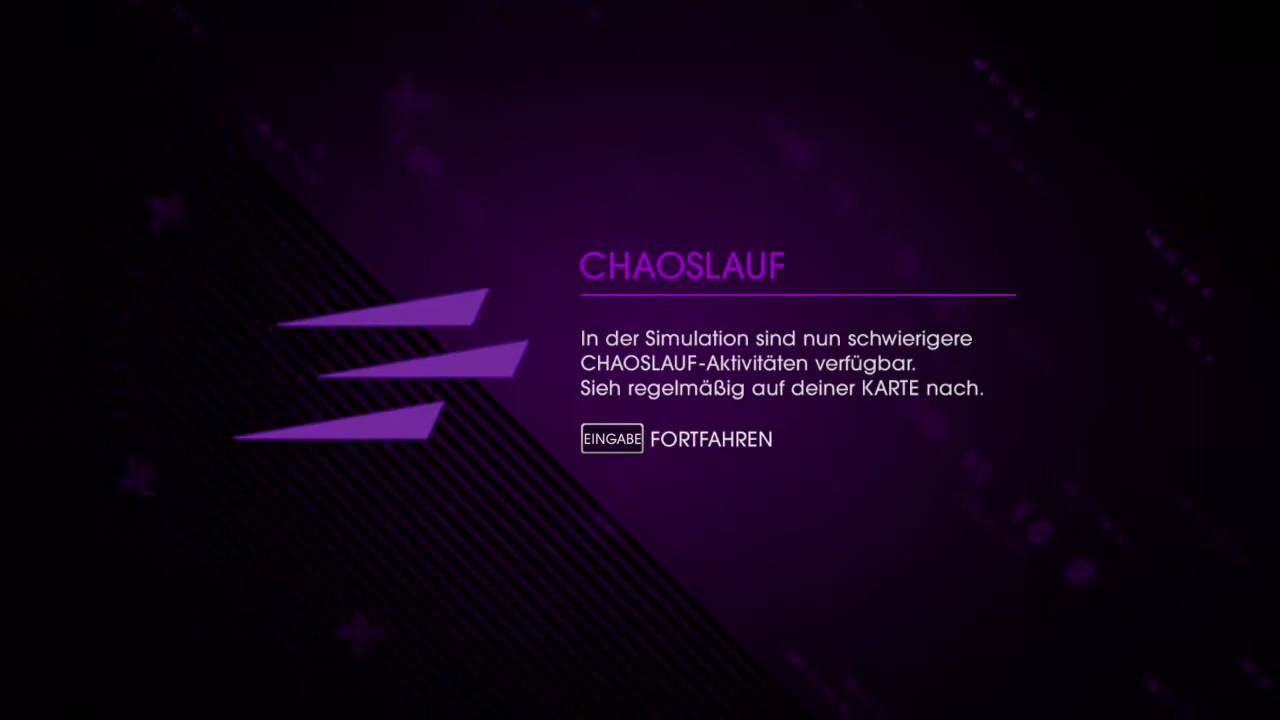 CHAOSLAUF
In der Simulation sind nun schwierigere
CHAOSLAUF-Aktivitäten verfügbar.
Sieh regelmäßig auf deiner KARTE nach.
EINGABE FORTFAHREN